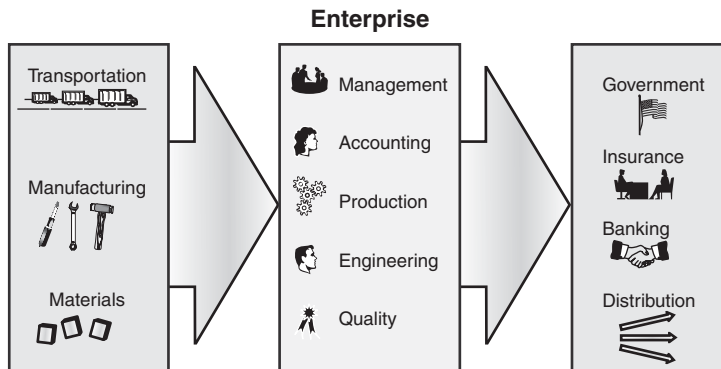 Enterprise
Transportation
Manufacturing
Materials
Management
Accounting
Production
Engineering
Quality
Government
Insurance
Banking
Distribution